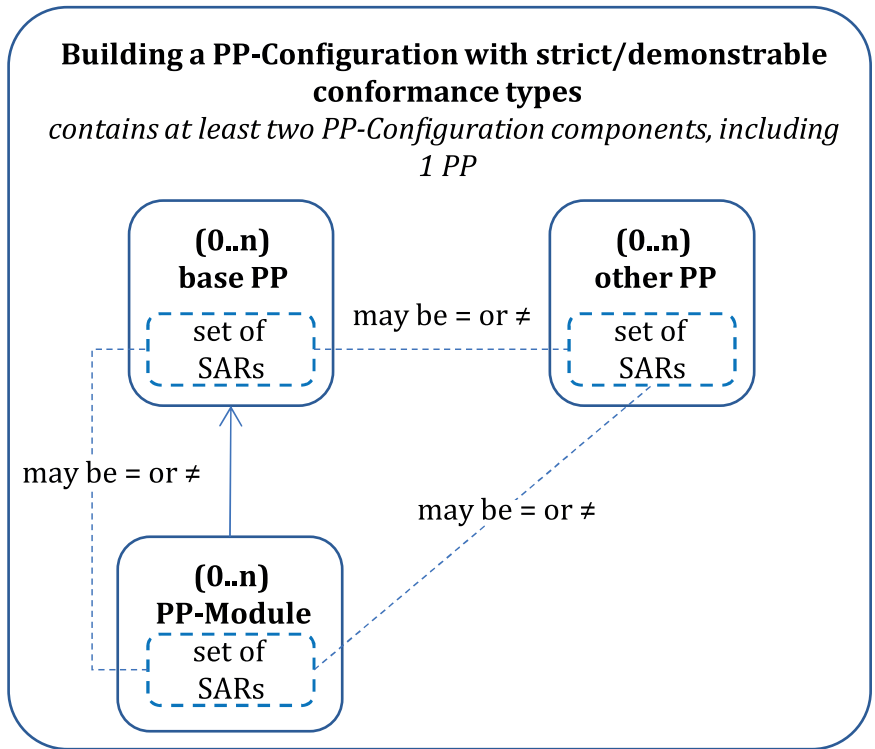 Building a PP-Configuration with strict/demonstrable
conformance types
contains at least two PP-Configuration components, including
1 PP
(0..n)
base PP
set of
SARs
may be = or ≠
(0..n)
other PP
set of
SARs
may be = or ≠
may be = or ≠
(0..n)
PP-Module
set of
SARs